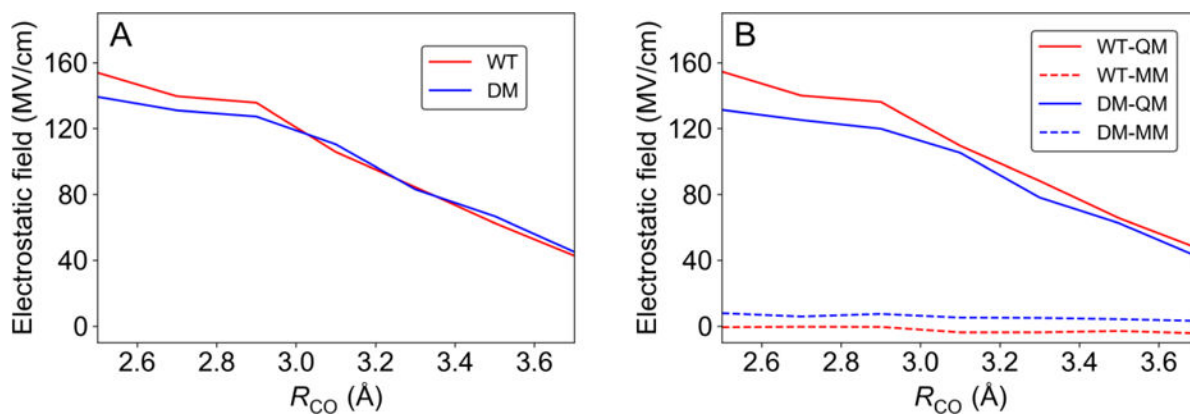 A
WT
DM
Electrostatic field (MV/cm)
160
120
80
40
0
2.6 2.8 3.0 3.2 3.4 3.6
R_CO (Å)
B
WT-QM
WT-MM
DM-QM
DM-MM
Electrostatic field (MV/cm)
160
120
80
40
0
2.6 2.8 3.0 3.2 3.4 3.6
R_CO (Å)